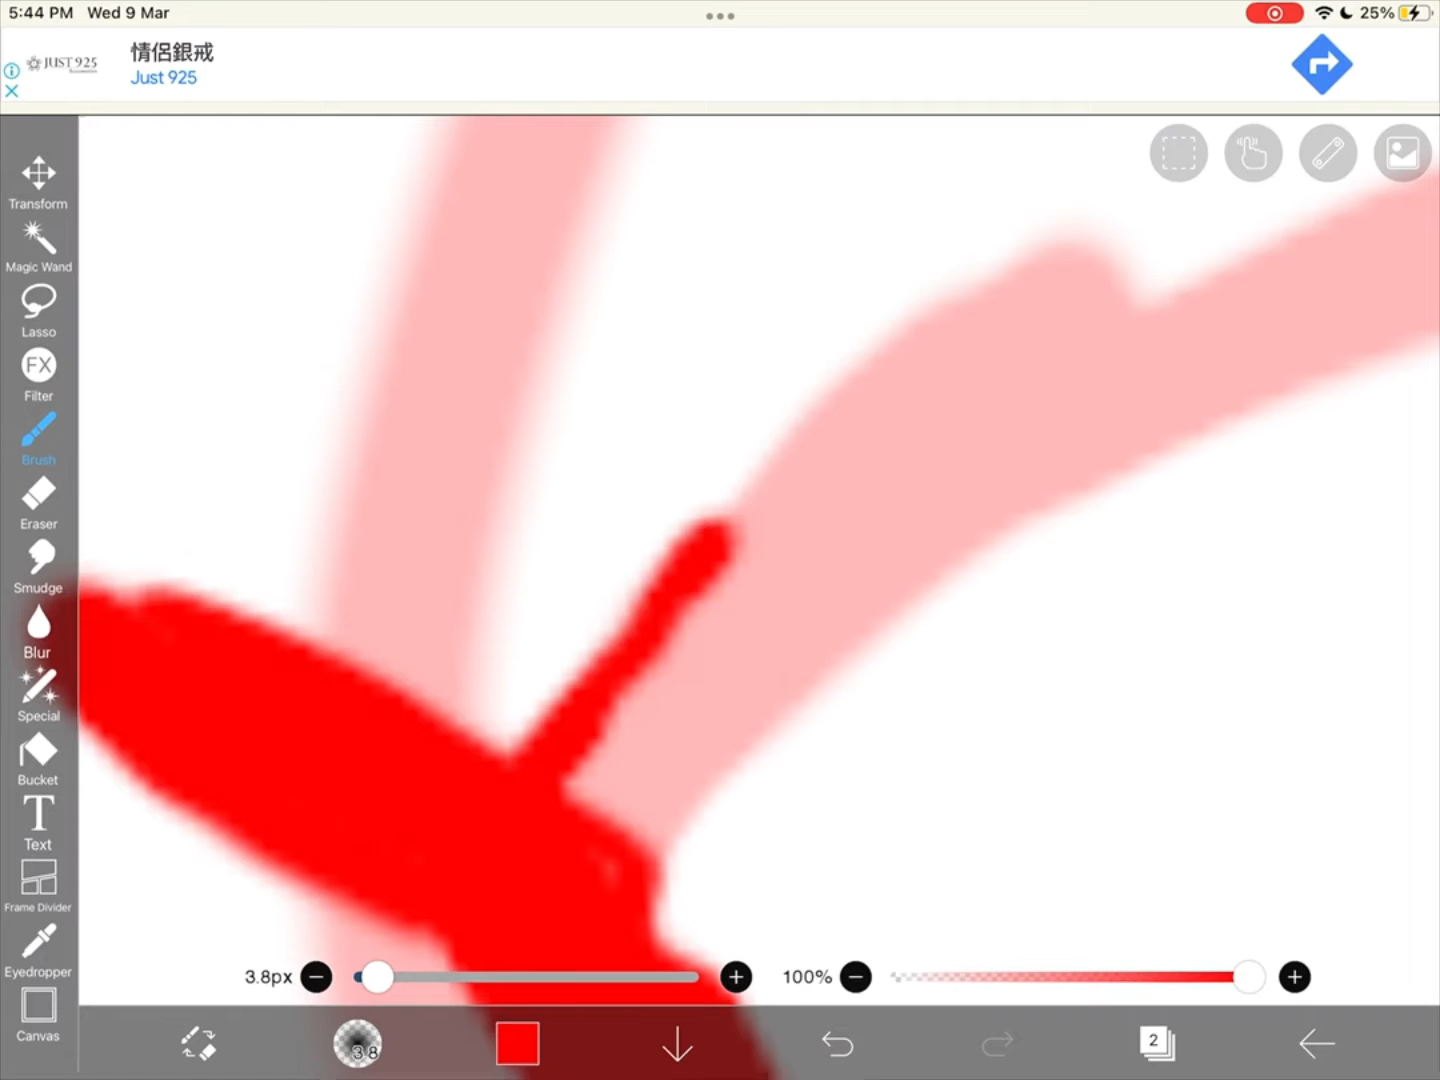 5:44 PM Wed 9 Mar
25%
JUST 925
情侶銀戒
Just 925
Transform
Magic Wand
Lasso
FX
Filter
Brush
Eraser
Smudge
Blur
Special
Bucket
T
Text
Frame Divider
Eyedropper
Canvas
3.8px
100%
3.8
2